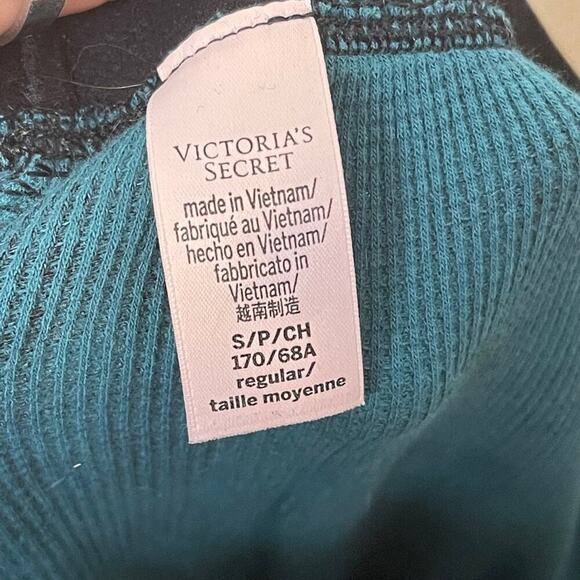 VICTORIA'S
SECRET
made in Vietnam/
fabriqué au Vietnam/
hecho en Vietnam/
fabbricato in
Vietnam/
越南制造
S/P/CH
170/68A
regular/
taille moyenne